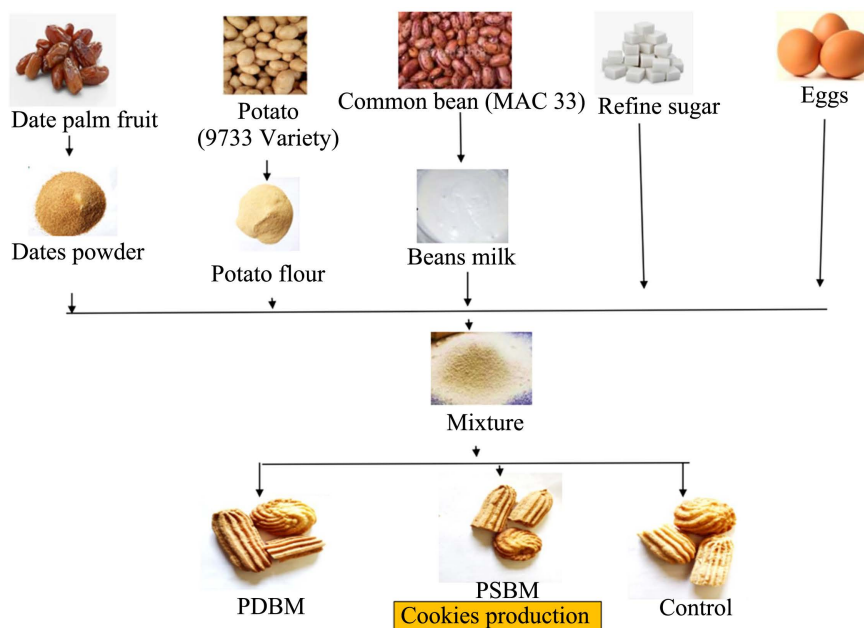 Date palm fruit
Potato
(9733 Variety)
Common bean (MAC 33)
Refine sugar
Eggs
Dates powder
Potato flour
Beans milk
Mixture
PDBM
PSBM
Control
Cookies production